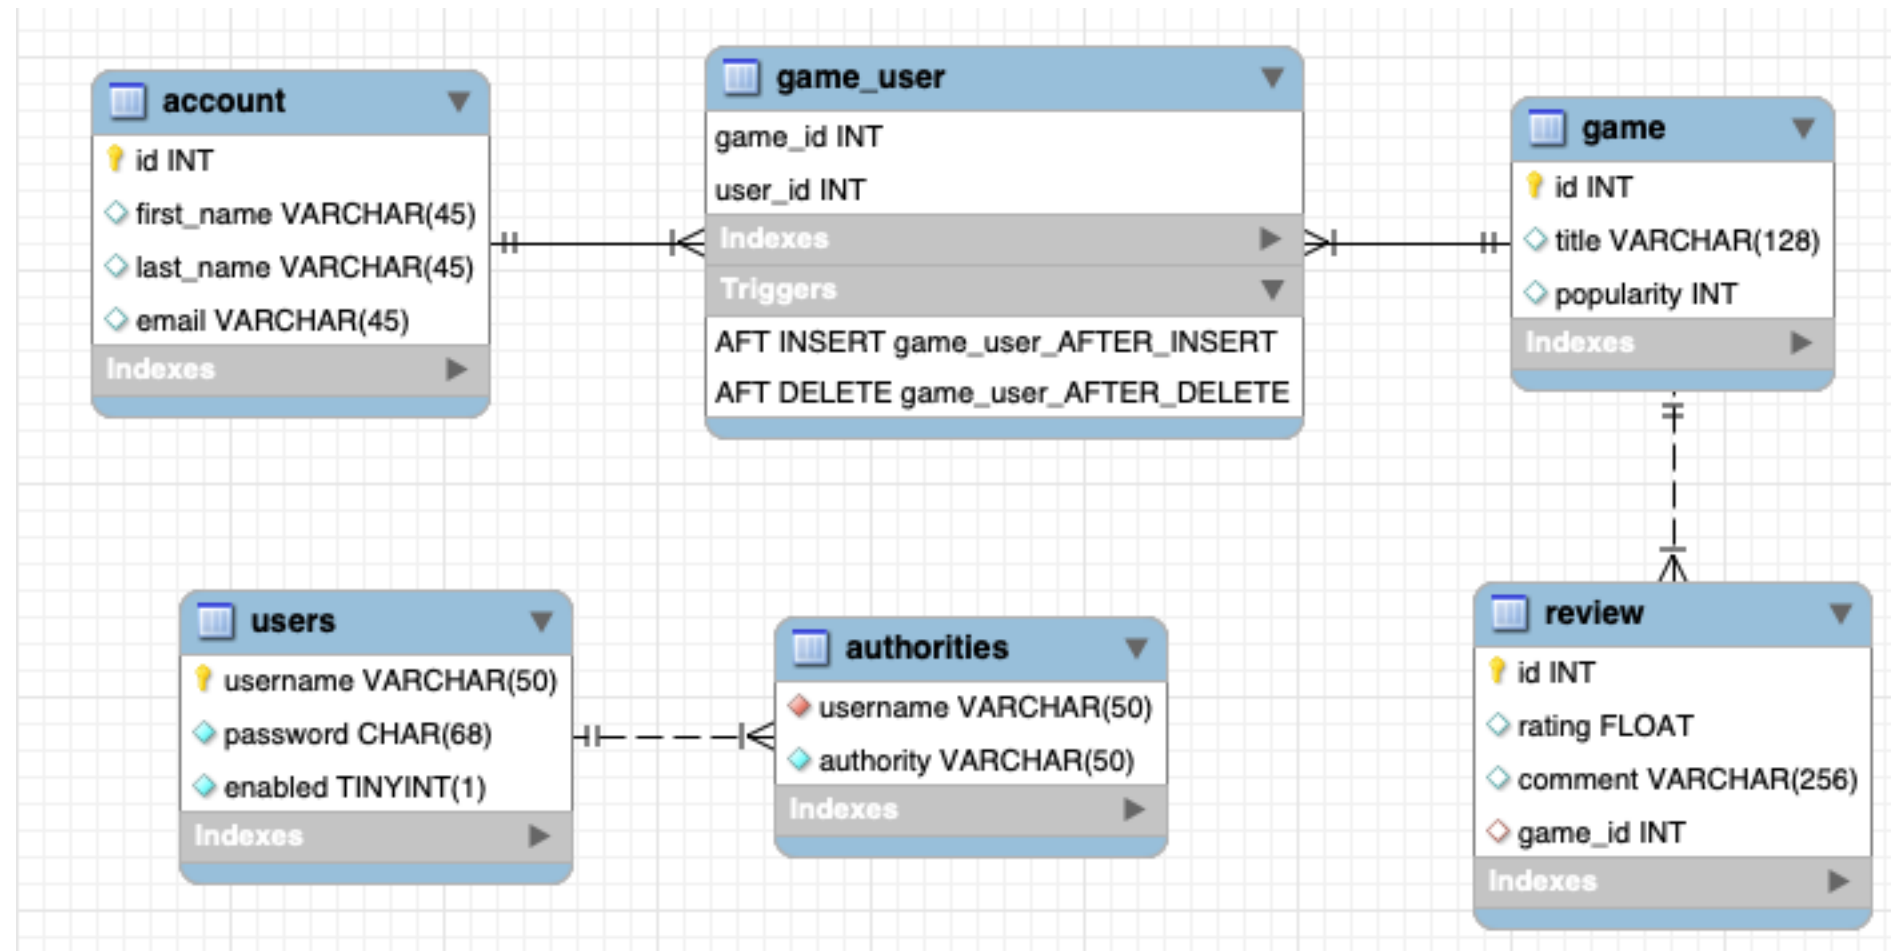 account
id INT
first_name VARCHAR(45)
last_name VARCHAR(45)
email VARCHAR(45)
Indexes
game_user
game_id INT
user_id INT
Indexes
Triggers
AFT INSERT game_user_AFTER_INSERT
AFT DELETE game_user_AFTER_DELETE
game
id INT
title VARCHAR(128)
popularity INT
Indexes
users
username VARCHAR(50)
password CHAR(68)
enabled TINYINT(1)
Indexes
authorities
username VARCHAR(50)
authority VARCHAR(50)
Indexes
review
id INT
rating FLOAT
comment VARCHAR(256)
game_id INT
Indexes